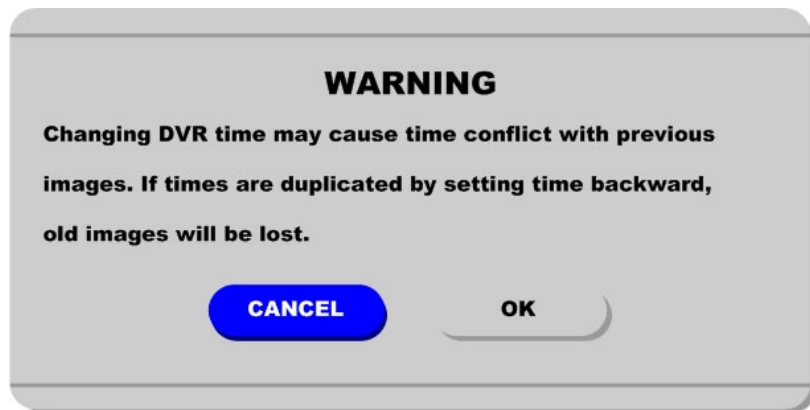 WARNING
Changing DVR time may cause time conflict with previous
images. If times are duplicated by setting time backward,
old images will be lost.
CANCEL OK